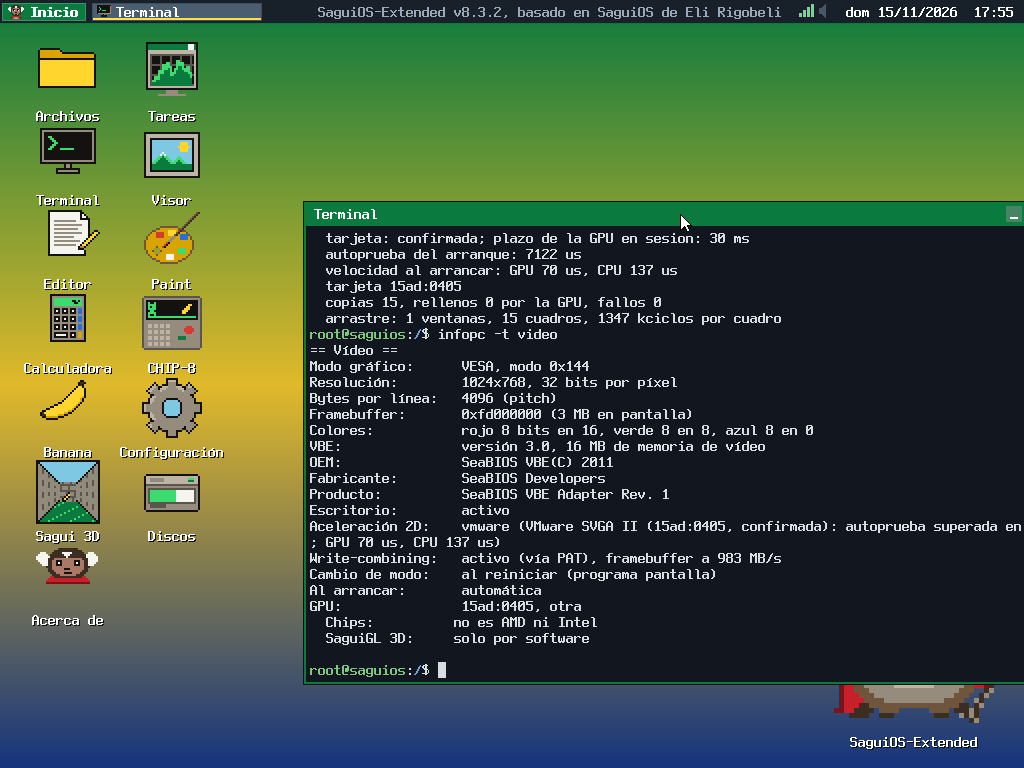 Inicio
Terminal
SaguiOS-Extended v8.3.2, basado en SaguiOS de Eli Rigobeli
dom 15/11/2026 17:55
Archivos
Tareas
Terminal
Visor
Editor
Paint
Calculadora
CHIP-8
Banana
Configuración
Sagui 3D
Discos
Acerca de
Terminal
tarjeta: confirmada; plazo de la GPU en sesion: 30 ms
autoprueba del arranque: 7122 us
velocidad al arrancar: GPU 70 us, CPU 137 us
tarjeta 15ad:0405
copias 15, rellenos 0 por la GPU, fallos 0
arrastre: 1 ventanas, 15 cuadros, 1347 kciclos por cuadro
root@saguios:/$ infopc -t video
== Vídeo ==
Modo gráfico: VESA, modo 0x144
Resolución: 1024x768, 32 bits por píxel
Bytes por línea: 4096 (pitch)
Framebuffer: 0xfd000000 (3 MB en pantalla)
Colores: rojo 8 bits en 16, verde 8 en 8, azul 8 en 0
VBE: versión 3.0, 16 MB de memoria de vídeo
OEM: SeaBIOS VBE(C) 2011
Fabricante: SeaBIOS Developers
Producto: SeaBIOS VBE Adapter Rev. 1
Escritorio: activo
Aceleración 2D: vmware (VMware SVGA II (15ad:0405, confirmada): autoprueba superada en
; GPU 70 us, CPU 137 us)
Write-combining: activo (vía PAT), framebuffer a 983 MB/s
Cambio de modo: al reiniciar (programa pantalla)
Al arrancar: automática
GPU: 15ad:0405, otra
Chips: no es AMD ni Intel
SaguiGL 3D: solo por software
root@saguios:/$
SaguiOS-Extended